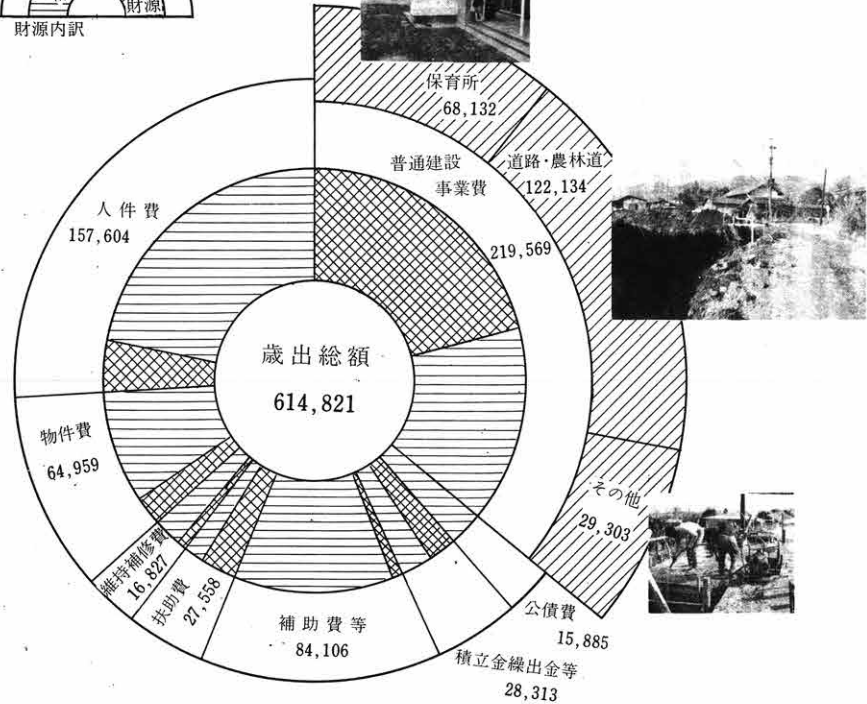 財源
財源内訳
保育所
68,132
普通建設
事業費
219,569
道路・農林道
122,134
人件費
157,604
歳出総額
614,821
物件費
64,959
その他
29,303
維持補修費
16,827
扶助費
27,558
補助費等
84,106
公債費
15,885
積立金繰出金等
28,313